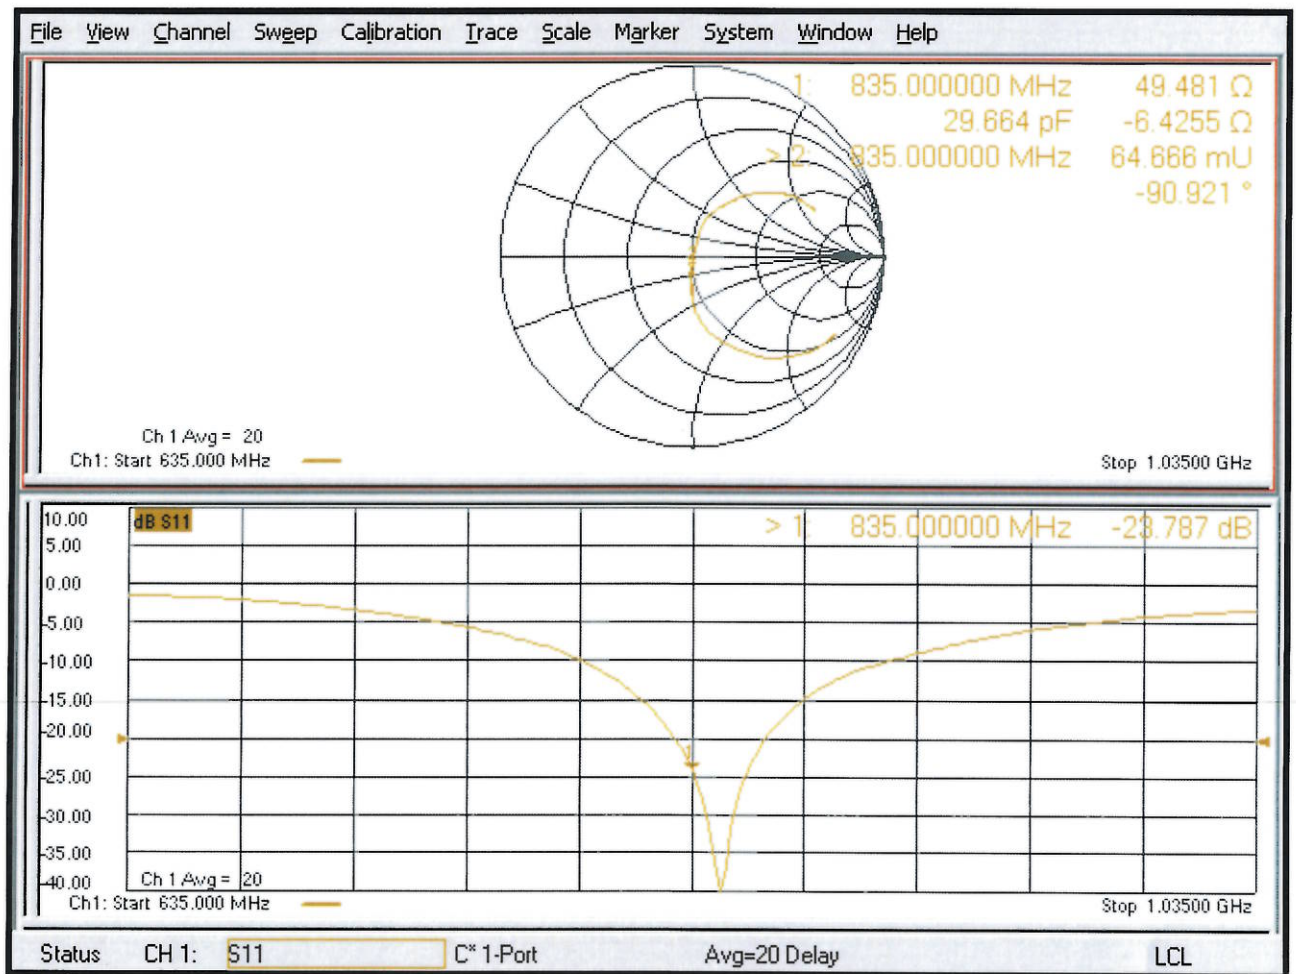 File View Channel Sweep Calibration Trace Scale Marker System Window Help
1: 835.000000 MHz 49.481 Ω
29.664 pF -6.4255 Ω
> 2: 835.000000 MHz 64.666 mU
-90.921 °
Ch 1 Avg = 20
Ch1: Start 635.000 MHz
Stop 1.03500 GHz
10.00
dB S11
> 1: 835.000000 MHz -23.787 dB
5.00
0.00
-5.00
-10.00
-15.00
-20.00
1
-25.00
-30.00
-35.00
-40.00
Ch 1 Avg = 20
Ch1: Start 635.000 MHz
Stop 1.03500 GHz
Status CH 1: S11 C* 1-Port Avg=20 Delay LCL